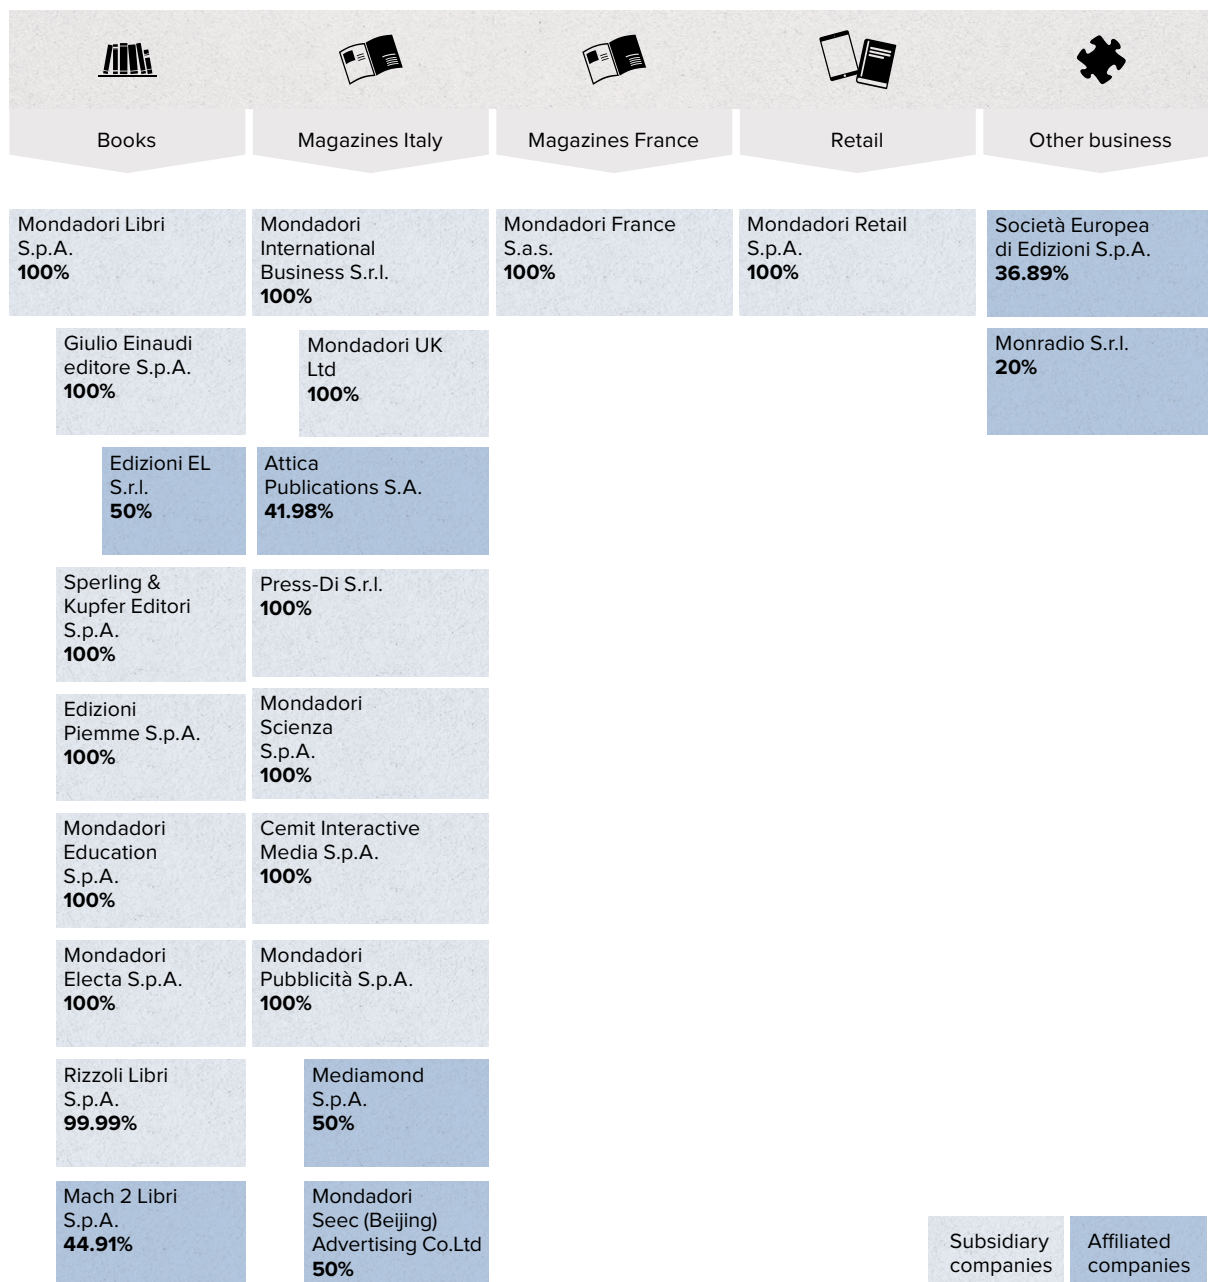 Books
Magazines Italy
Magazines France
Retail
Other business
Mondadori Libri
S.p.A.
100%
Giulio Einaudi
editore S.p.A.
100%
Edizioni EL
S.r.l.
50%
Sperling &
Kupfer Editori
S.p.A.
100%
Edizioni
Piemme S.p.A.
100%
Mondadori
Education
S.p.A.
100%
Mondadori
Electa S.p.A.
100%
Rizzoli Libri
S.p.A.
99.99%
Mach 2 Libri
S.p.A.
44.91%
Mondadori
International
Business S.r.l.
100%
Mondadori UK
Ltd
100%
Attica
Publications S.A.
41.98%
Press-Di S.r.l.
100%
Mondadori
Scienza
S.p.A.
100%
Cemit Interactive
Media S.p.A.
100%
Mondadori
Pubblicità S.p.A.
100%
Mediamond
S.p.A.
50%
Mondadori
Seec (Beijing)
Advertising Co.Ltd
50%
Mondadori France
S.a.s.
100%
Mondadori Retail
S.p.A.
100%
Società Europea
di Edizioni S.p.A.
36.89%
Monradio S.r.l.
20%
Subsidiary
companies
Affiliated
companies